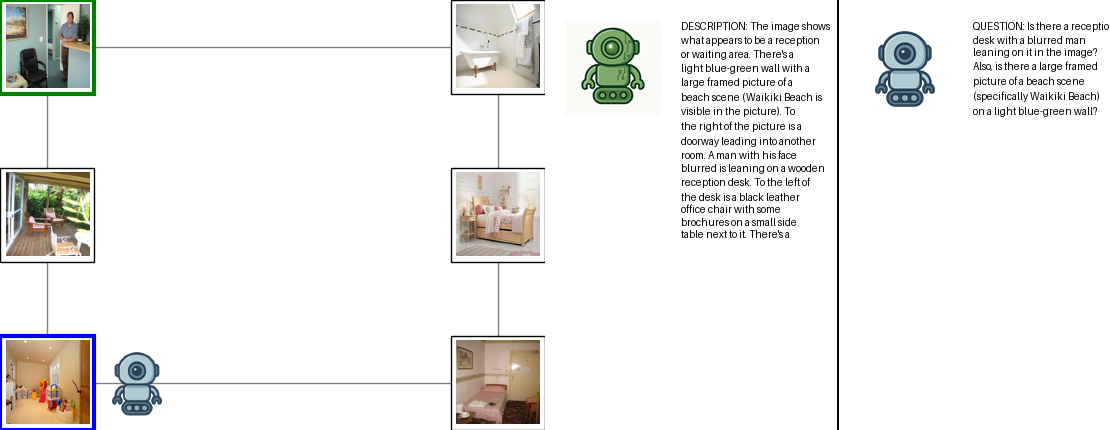 DESCRIPTION: The image shows
what appears to be a reception
or waiting area. There's a
light blue-green wall with a
large framed picture of a
beach scene (Waikiki Beach is
visible in the picture). To
the right of the picture is a
doorway leading into another
room. A man with his face
blurred is leaning on a wooden
reception desk. To the left of
the desk is a black leather
office chair with some
brochures on a small side
table next to it. There's a
QUESTION: Is there a receptio
desk with a blurred man
leaning on it in the image?
Also, is there a large framed
picture of a beach scene
(specifically Waikiki Beach)
on a light blue-green wall?